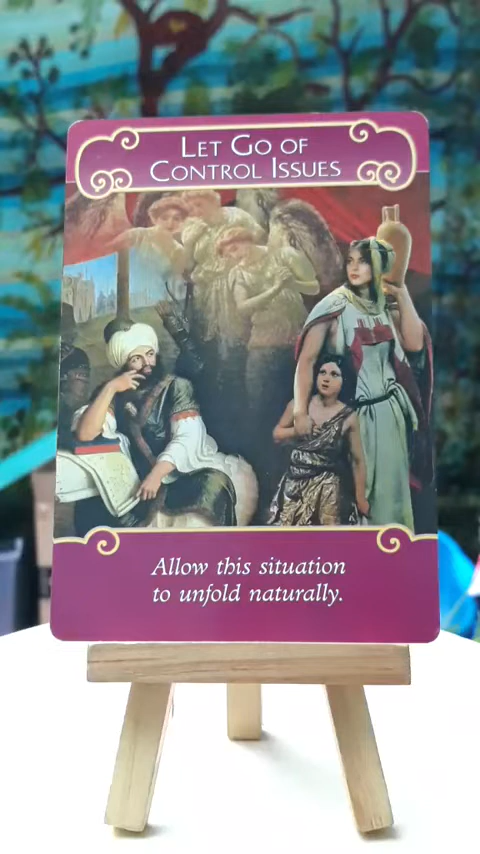 Let Go of
Control Issues
Allow this situation
to unfold naturally.